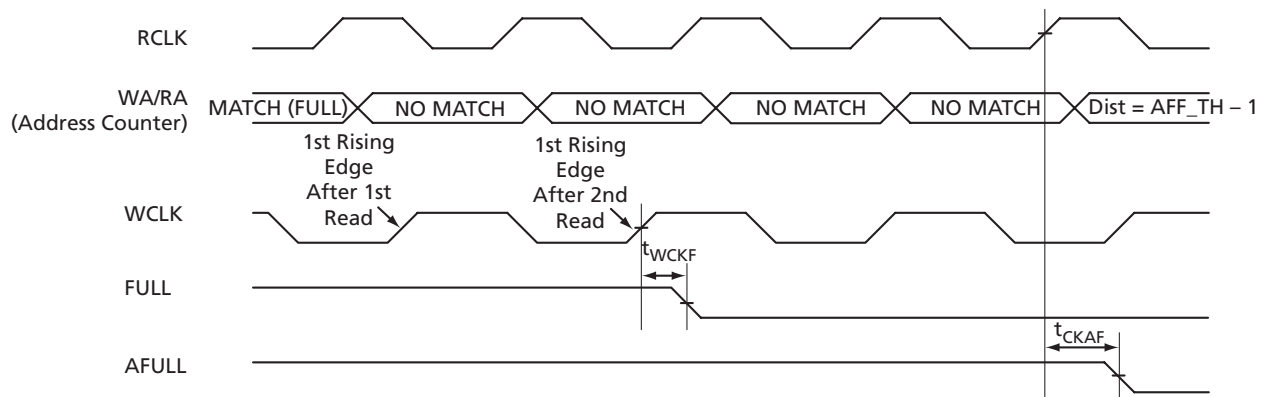 RCLK
WA/RA
(Address Counter)
MATCH (FULL)
NO MATCH
NO MATCH
NO MATCH
NO MATCH
Dist = AFF_TH – 1
1st Rising
Edge
After 1st
Read
1st Rising
Edge
After 2nd
Read
WCLK
tWCKF
FULL
tCKAF
AFULL